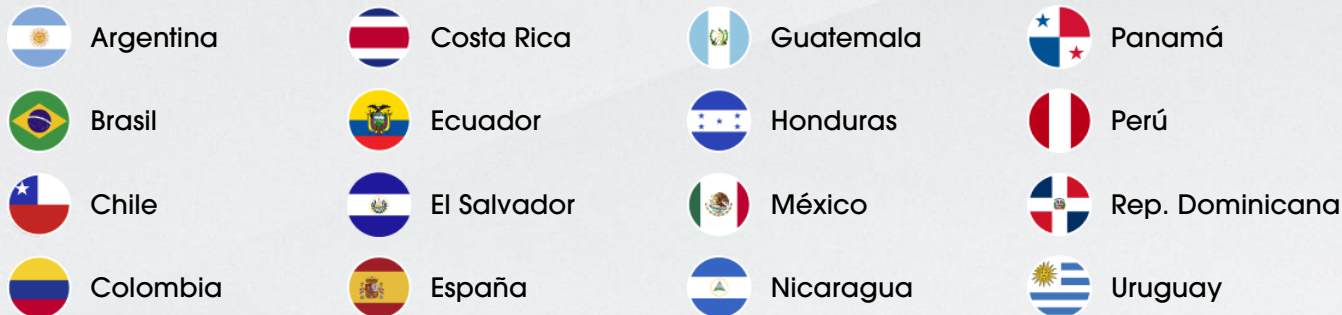 Argentina
Costa Rica
Guatemala
Panamá
Brasil
Ecuador
Honduras
Perú
Chile
El Salvador
México
Rep. Dominicana
Colombia
España
Nicaragua
Uruguay